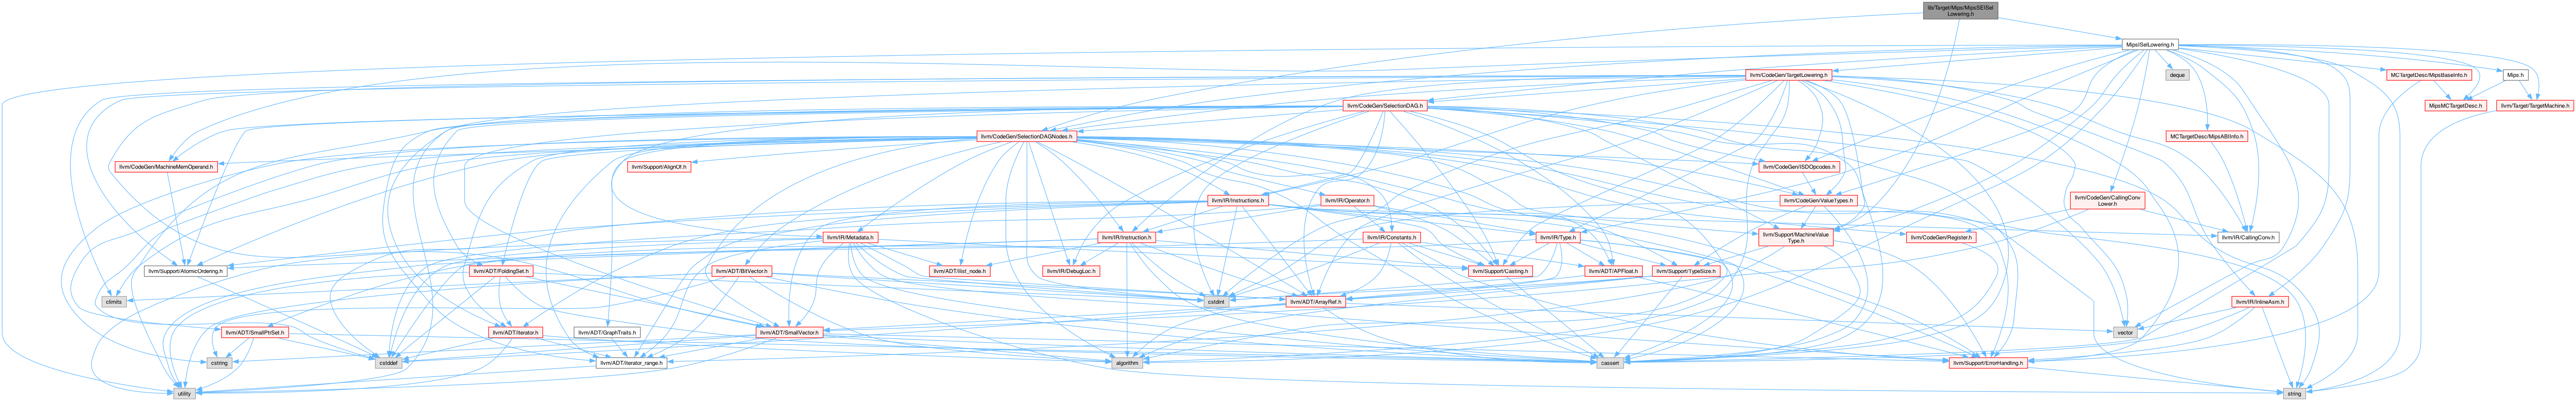 lib/Target/Mips/MipsSEISel
Lowering.h
MipsISelLowering.h
llvm/CodeGen/TargetLowering.h
deque
MCTargetDesc/MipsBaseInfo.h
Mips.h
llvm/CodeGen/SelectionDAG.h
MipsMCTargetDesc.h
llvm/Target/TargetMachine.h
llvm/CodeGen/SelectionDAGNodes.h
MCTargetDesc/MipsABIInfo.h
llvm/CodeGen/MachineMemOperand.h
llvm/Support/AlignOf.h
llvm/CodeGen/ISDOpcodes.h
llvm/IR/Instructions.h
llvm/IR/Operator.h
llvm/CodeGen/ValueTypes.h
llvm/CodeGen/CallingConv
Lower.h
llvm/IR/Metadata.h
llvm/IR/Instruction.h
llvm/IR/Constants.h
llvm/IR/Type.h
llvm/Support/MachineValue
Type.h
llvm/CodeGen/Register.h
llvm/IR/CallingConv.h
llvm/Support/AtomicOrdering.h
llvm/ADT/FoldingSet.h
llvm/ADT/BitVector.h
llvm/ADT/ilist_node.h
llvm/IR/DebugLoc.h
llvm/Support/Casting.h
llvm/ADT/APFloat.h
llvm/Support/TypeSize.h
climits
cstdint
llvm/ADT/ArrayRef.h
llvm/IR/InlineAsm.h
llvm/ADT/SmallPtrSet.h
llvm/ADT/iterator.h
llvm/ADT/GraphTraits.h
llvm/ADT/SmallVector.h
vector
cstring
cstddef
llvm/ADT/iterator_range.h
algorithm
cassert
llvm/Support/ErrorHandling.h
utility
string